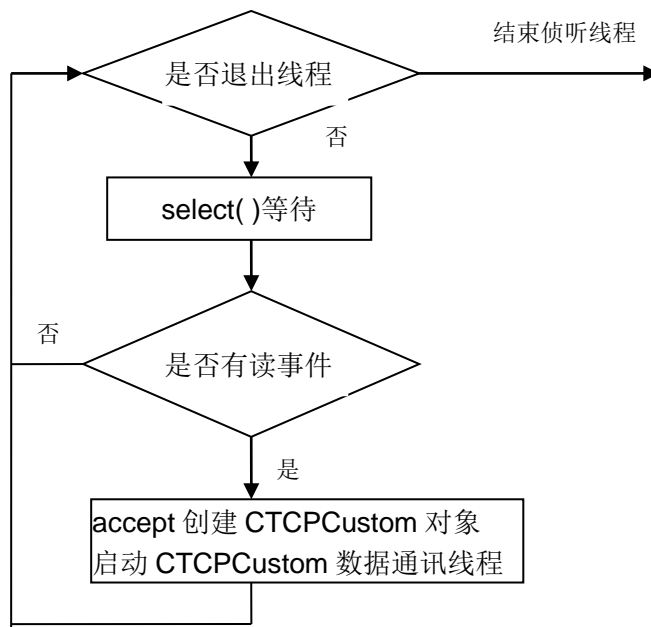 结束侦听线程
是否退出线程
否
select( )等待
否
是否有读事件
是
accept 创建 CTCPCustom 对象
启动 CTCPCustom 数据通讯线程